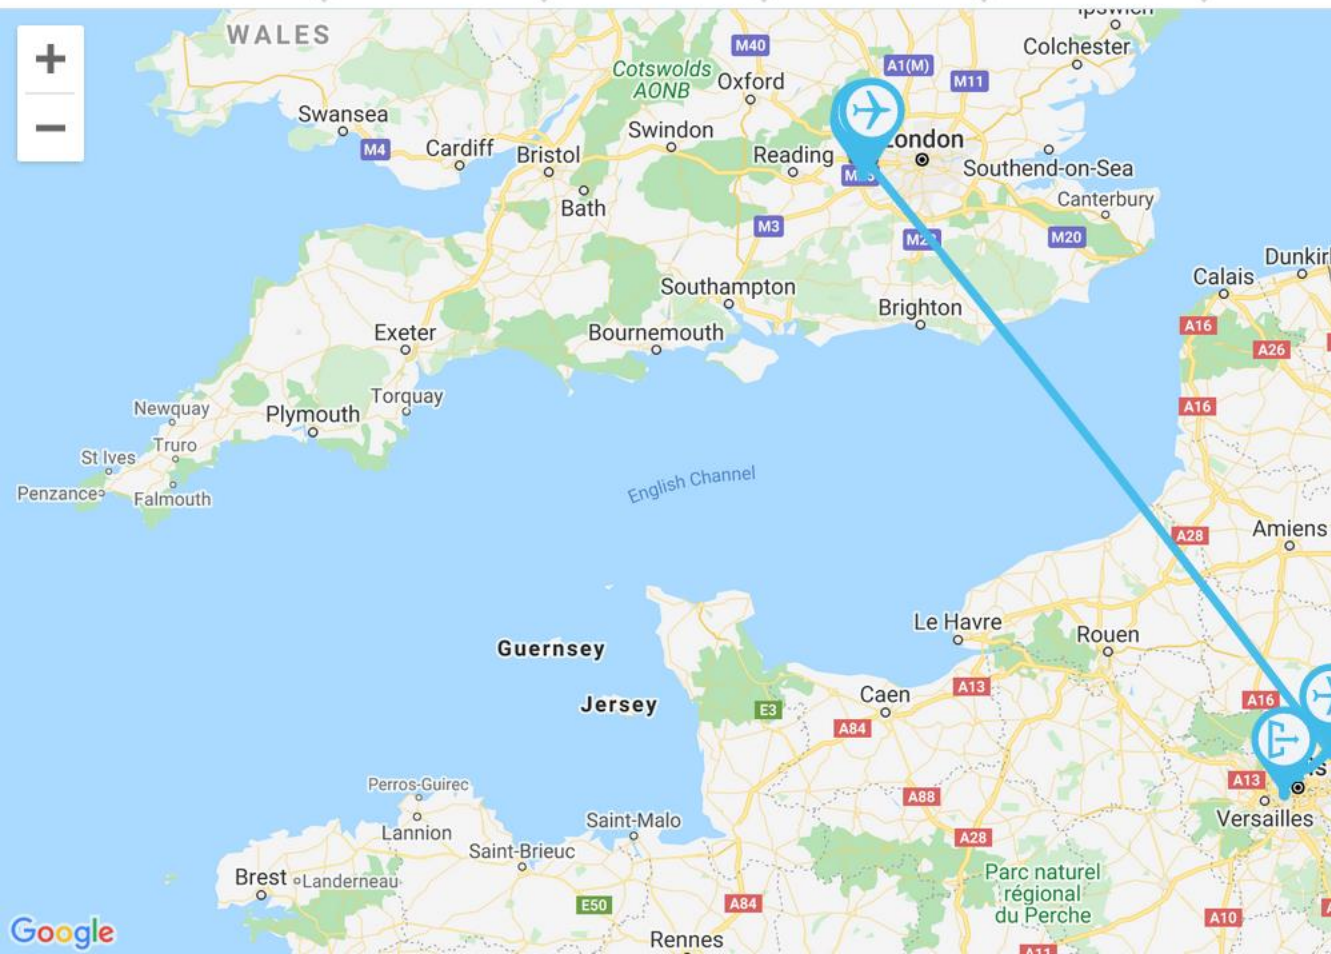 WALES
Ipswich
Colchester
M40
A1(M)
M11
Cotswolds
AONB
Oxford
Swansea
M4
Cardiff
Bristol
Swindon
Reading
London
Southend-on-Sea
Bath
Canterbury
M3
M20
Dunkirk
Calais
Southampton
Brighton
A16
A26
Exeter
Bournemouth
Torquay
A16
Newquay
Plymouth
Truro
St Ives
Penzance
Falmouth
English Channel
Amiens
A28
Le Havre
Rouen
Guernsey
Jersey
Caen
A13
A16
E3
A84
A13
Perros-Guirec
A88
Lannion
Saint-Malo
Versailles
Saint-Brieuc
A28
Brest
Landerneau
Parc naturel
régional
du Perche
E50
A84
A10
Google
Rennes
A11